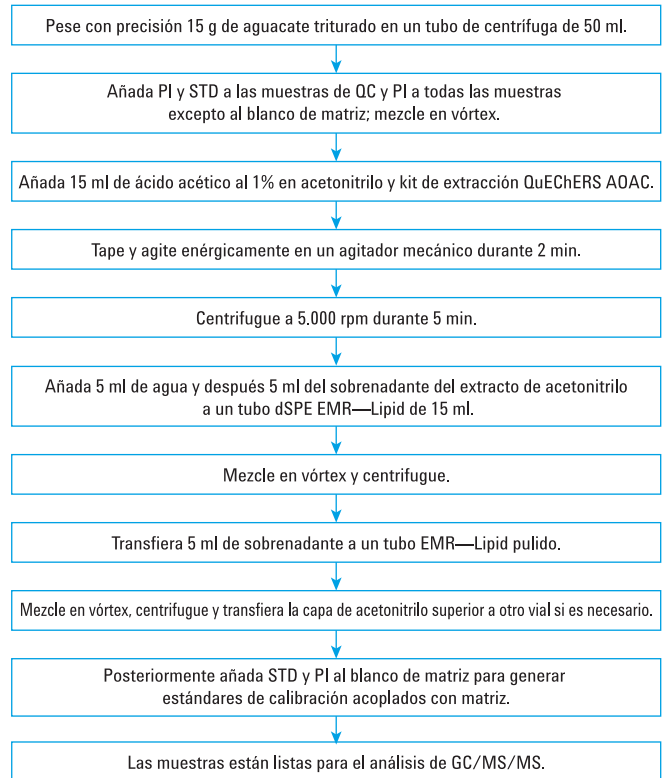 Pese con precisión 15 g de aguacate triturado en un tubo de centrífuga de 50 ml.
Añada PI y STD a las muestras de QC y PI a todas las muestras
excepto al blanco de matriz; mezcle en vórtex.
Añada 15 ml de ácido acético al 1% en acetonitrilo y kit de extracción QuEChERS AOAC.
Tape y agite enérgicamente en un agitador mecánico durante 2 min.
Centrifugue a 5.000 rpm durante 5 min.
Añada 5 ml de agua y después 5 ml del sobrenadante del extracto de acetonitrilo
a un tubo dSPE EMR—Lipid de 15 ml.
Mezcle en vórtex y centrifugue.
Transfiera 5 ml de sobrenadante a un tubo EMR—Lipid pulido.
Mezcle en vórtex, centrifugue y transfiera la capa de acetonitrilo superior a otro vial si es necesario.
Posteriormente añada STD y PI al blanco de matriz para generar
estándares de calibración acoplados con matriz.
Las muestras están listas para el análisis de GC/MS/MS.